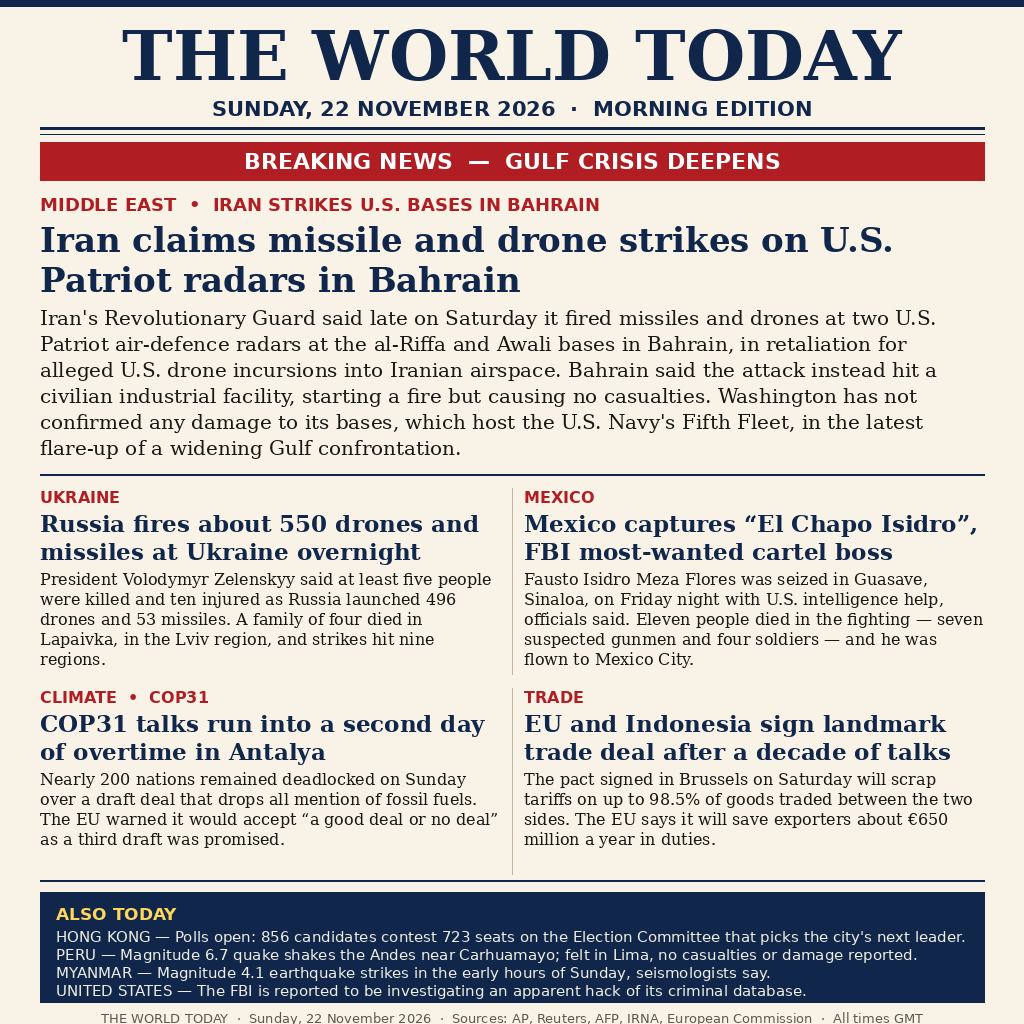 THE WORLD TODAY
SUNDAY, 22 NOVEMBER 2026 · MORNING EDITION
BREAKING NEWS — GULF CRISIS DEEPENS
MIDDLE EAST • IRAN STRIKES U.S. BASES IN BAHRAIN
Iran claims missile and drone strikes on U.S.
Patriot radars in Bahrain
Iran's Revolutionary Guard said late on Saturday it fired missiles and drones at two U.S.
Patriot air-defence radars at the al-Riffa and Awali bases in Bahrain, in retaliation for
alleged U.S. drone incursions into Iranian airspace. Bahrain said the attack instead hit a
civilian industrial facility, starting a fire but causing no casualties. Washington has not
confirmed any damage to its bases, which host the U.S. Navy's Fifth Fleet, in the latest
flare-up of a widening Gulf confrontation.
UKRAINE
Russia fires about 550 drones and
missiles at Ukraine overnight
President Volodymyr Zelenskyy said at least five people
were killed and ten injured as Russia launched 496
drones and 53 missiles. A family of four died in
Lapaivka, in the Lviv region, and strikes hit nine
regions.
MEXICO
Mexico captures “El Chapo Isidro”,
FBI most-wanted cartel boss
Fausto Isidro Meza Flores was seized in Guasave,
Sinaloa, on Friday night with U.S. intelligence help,
officials said. Eleven people died in the fighting — seven
suspected gunmen and four soldiers — and he was
flown to Mexico City.
CLIMATE • COP31
COP31 talks run into a second day
of overtime in Antalya
Nearly 200 nations remained deadlocked on Sunday
over a draft deal that drops all mention of fossil fuels.
The EU warned it would accept “a good deal or no deal”
as a third draft was promised.
TRADE
EU and Indonesia sign landmark
trade deal after a decade of talks
The pact signed in Brussels on Saturday will scrap
tariffs on up to 98.5% of goods traded between the two
sides. The EU says it will save exporters about €650
million a year in duties.
ALSO TODAY
HONG KONG — Polls open: 856 candidates contest 723 seats on the Election Committee that picks the city's next leader.
PERU — Magnitude 6.7 quake shakes the Andes near Carhuamayo; felt in Lima, no casualties or damage reported.
MYANMAR — Magnitude 4.1 earthquake strikes in the early hours of Sunday, seismologists say.
UNITED STATES — The FBI is reported to be investigating an apparent hack of its criminal database.
THE WORLD TODAY · Sunday, 22 November 2026 · Sources: AP, Reuters, AFP, IRNA, European Commission · All times GMT